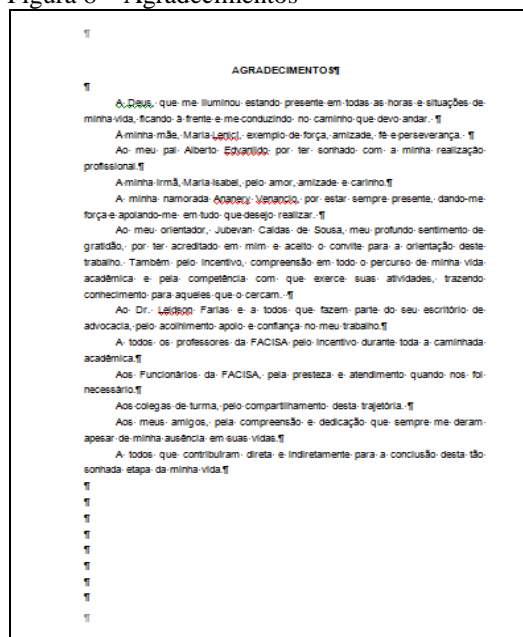 Figura 8 – Agradecimentos
¶
AGRADECIMENTOS¶
¶
A Deus, que me iluminou estando presente em todas as horas e situações de
minha vida, ficando à frente e me conduzindo no caminho que devo andar. ¶
A minha mãe, Maria Lenici, exemplo de força, amizade, fé e perseverança. ¶
Ao meu pai Alberto Edvanildo por ter sonhado com a minha realização
profissional.¶
A minha irmã, Maria Isabel, pelo amor, amizade e carinho.¶
A minha namorada Ananery Venancio, por estar sempre presente, dando-me
força e apoiando-me em tudo que desejo realizar. ¶
Ao meu orientador, Jubevan Caldas de Sousa, meu profundo sentimento de
gratidão, por ter acreditado em mim e aceito o convite para a orientação deste
trabalho. Também pelo incentivo, compreensão em todo o percurso de minha vida
acadêmica e pela competência com que exerce suas atividades, trazendo
conhecimento para aqueles que o cercam. ¶
Ao Dr. Leidson Farias e a todos que fazem parte do seu escritório de
advocacia, pelo acolhimento apoio e confiança no meu trabalho.¶
A todos os professores da FACISA pelo incentivo durante toda a caminhada
acadêmica.¶
Aos Funcionários da FACISA, pela presteza e atendimento quando nos foi
necessário.¶
Aos colegas de turma, pelo compartilhamento desta trajetória. ¶
Aos meus amigos, pela compreensão e dedicação que sempre me deram
apesar de minha ausência em suas vidas.¶
A todos que contribuíram direta e indiretamente para a conclusão desta tão
sonhada etapa da minha vida.¶
¶
¶
¶
¶
¶
¶
¶
¶
¶